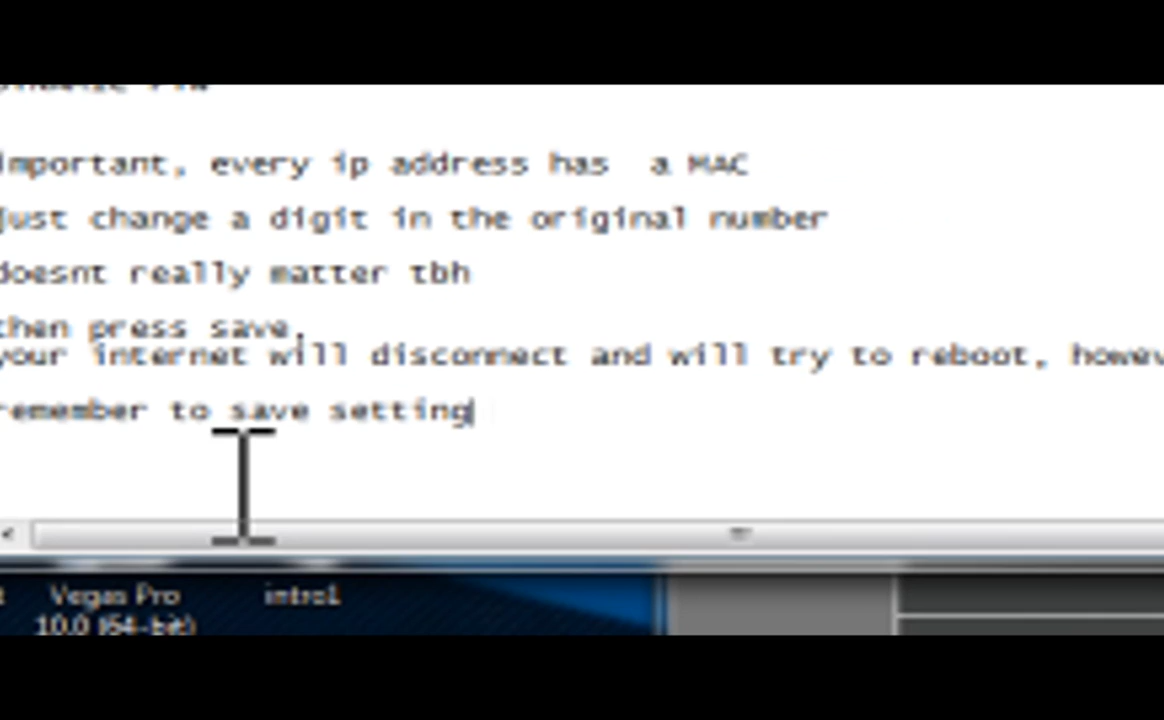 important, every ip address has  a MAC
just change a digit in the original number
doesnt really matter tbh
then press save.
your internet will disconnect and will try to reboot, howev
remember to save setting
Vegas Pro
10.0 (64-bit)
intro1